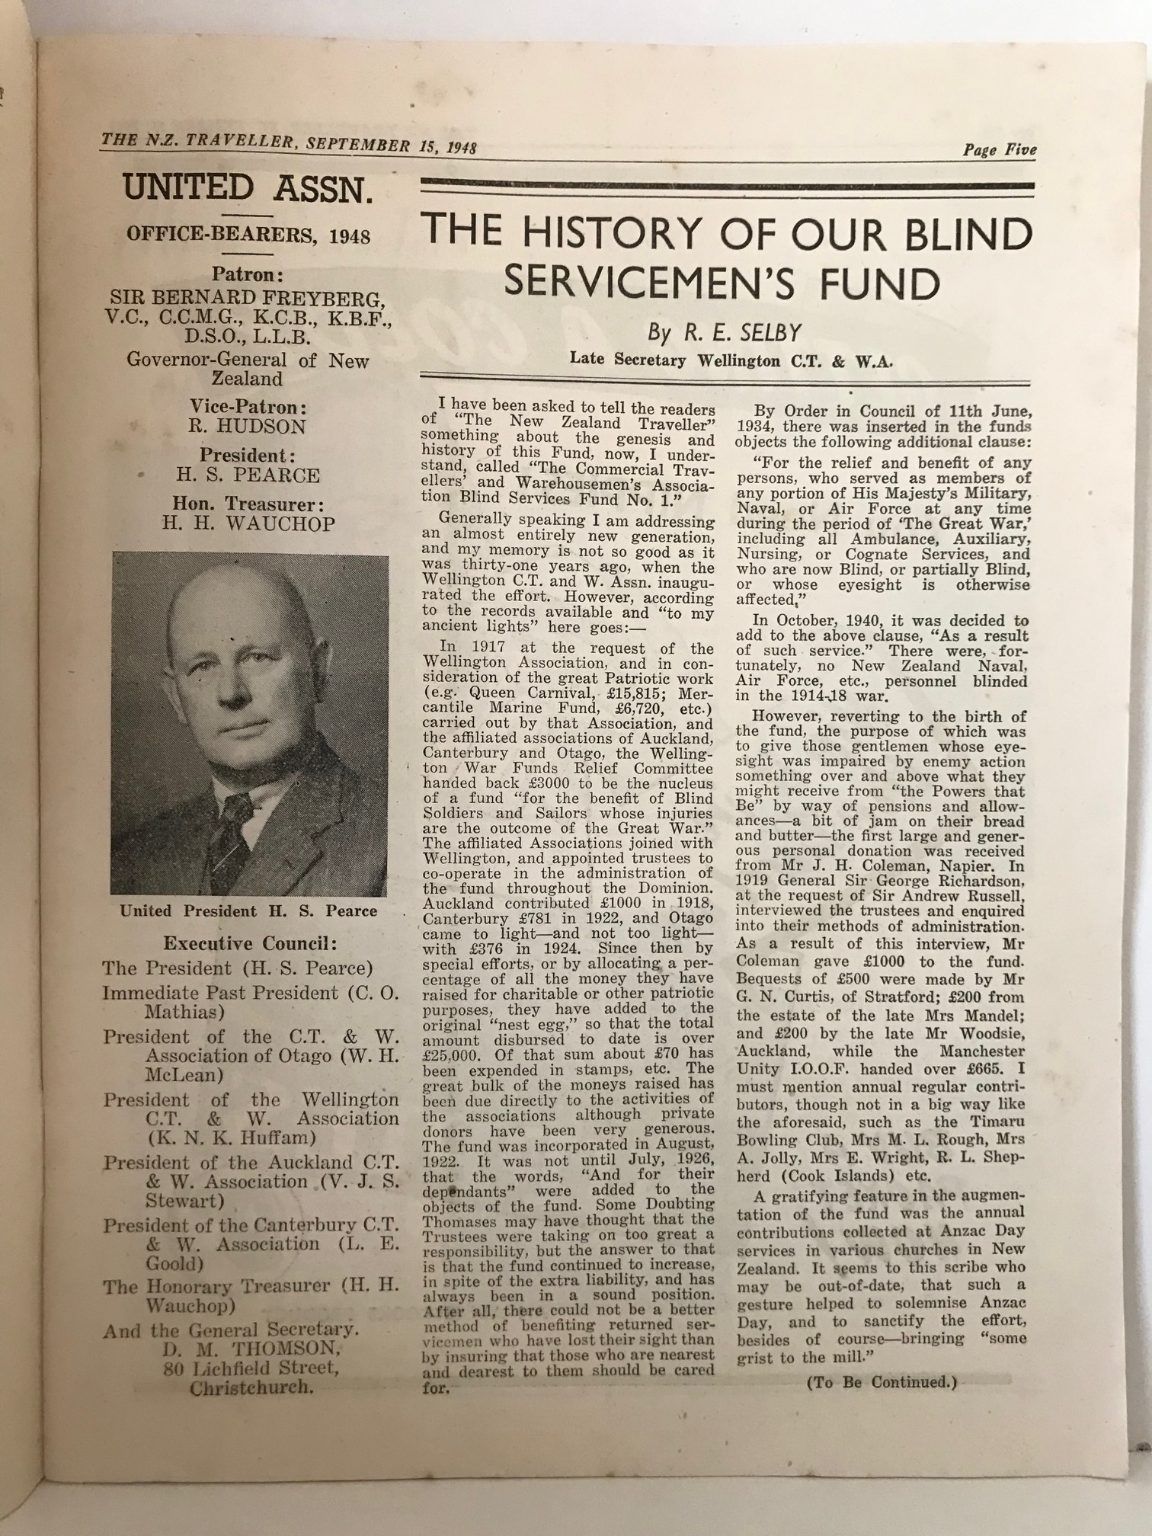 THE N.Z. TRAVELLER, SEPTEMBER 15, 1948
Page Five
UNITED ASSN.
OFFICE-BEARERS, 1948
Patron:
SIR BERNARD FREYBERG,
V.C., C.C.M.G., K.C.B., K.B.F.,
D.S.O., L.L.B.
Governor-General of New
Zealand
Vice-Patron:
R. HUDSON
President:
H. S. PEARCE
Hon. Treasurer:
H. H. WAUCHOP
United President H. S. Pearce
Executive Council:
The President (H. S. Pearce)
Immediate Past President (C. O.
Mathias)
President of the C.T. & W.
Association of Otago (W. H.
McLean)
President of the Wellington
C.T. & W. Association
(K. N. K. Huffam)
President of the Auckland C.T.
& W. Association (V. J. S.
Stewart)
President of the Canterbury C.T.
& W. Association (L. E.
Goold)
The Honorary Treasurer (H. H.
Wauchop)
And the General Secretary.
D. M. THOMSON,
80 Lichfield Street,
Christchurch.
THE HISTORY OF OUR BLIND
SERVICEMEN'S FUND
By R. E. SELBY
Late Secretary Wellington C.T. & W.A.
I have been asked to tell the readers
of "The New Zealand Traveller"
something about the genesis and
history of this Fund, now, I under-
stand, called "The Commercial Trav-
ellers' and Warehousemen's Associa-
tion Blind Services Fund No. 1."
Generally speaking I am addressing
an almost entirely new generation,
and my memory is not so good as it
was thirty-one years ago, when the
Wellington C.T. and W. Assn. inaugu-
rated the effort. However, according
to the records available and "to my
ancient lights" here goes:—
In 1917 at the request of the
Wellington Association, and in con-
sideration of the great Patriotic work
(e.g. Queen Carnival, £15,815; Mer-
cantile Marine Fund, £6,720, etc.)
carried out by that Association, and
the affiliated associations of Auckland,
Canterbury and Otago, the Welling-
ton War Funds Relief Committee
handed back £3000 to be the nucleus
of a fund "for the benefit of Blind
Soldiers and Sailors whose injuries
are the outcome of the Great War."
The affiliated Associations joined with
Wellington, and appointed trustees to
co-operate in the administration of
the fund throughout the Dominion.
Auckland contributed £1000 in 1918,
Canterbury £781 in 1922, and Otago
came to light—and not too light—
with £376 in 1924. Since then by
special efforts, or by allocating a per-
centage of all the money they have
raised for charitable or other patriotic
purposes, they have added to the
original "nest egg," so that the total
amount disbursed to date is over
£25,000. Of that sum about £70 has
been expended in stamps, etc. The
great bulk of the moneys raised has
been due directly to the activities of
the associations although private
donors have been very generous.
The fund was incorporated in August,
1922. It was not until July, 1926,
that the words, "And for their
dependants" were added to the
objects of the fund. Some Doubting
Thomases may have thought that the
Trustees were taking on too great a
responsibility, but the answer to that
is that the fund continued to increase,
in spite of the extra liability, and has
always been in a sound position.
After all, there could not be a better
method of benefiting returned ser-
vicemen who have lost their sight than
by insuring that those who are nearest
and dearest to them should be cared
for.
By Order in Council of 11th June,
1934, there was inserted in the funds
objects the following additional clause:
"For the relief and benefit of any
persons, who served as members of
any portion of His Majesty's Military,
Naval, or Air Force at any time
during the period of 'The Great War,'
including all Ambulance, Auxiliary,
Nursing, or Cognate Services, and
who are now Blind, or partially Blind,
or whose eyesight is otherwise
affected,"
In October, 1940, it was decided to
add to the above clause, "As a result
of such service." There were, for-
tunately, no New Zealand Naval,
Air Force, etc., personnel blinded
in the 1914-18 war.
However, reverting to the birth of
the fund, the purpose of which was
to give those gentlemen whose eye-
sight was impaired by enemy action
something over and above what they
might receive from "the Powers that
Be" by way of pensions and allow-
ances—a bit of jam on their bread
and butter—the first large and gener-
ous personal donation was received
from Mr J. H. Coleman, Napier. In
1919 General Sir George Richardson,
at the request of Sir Andrew Russell,
interviewed the trustees and enquired
into their methods of administration.
As a result of this interview, Mr
Coleman gave £1000 to the fund.
Bequests of £500 were made by Mr
G. N. Curtis, of Stratford; £200 from
the estate of the late Mrs Mandel;
and £200 by the late Mr Woodsie,
Auckland, while the Manchester
Unity I.O.O.F. handed over £665. I
must mention annual regular contri-
butors, though not in a big way like
the aforesaid, such as the Timaru
Bowling Club, Mrs M. L. Rough, Mrs
A. Jolly, Mrs E. Wright, R. L. Shep-
herd (Cook Islands) etc.
A gratifying feature in the augmen-
tation of the fund was the annual
contributions collected at Anzac Day
services in various churches in New
Zealand. It seems to this scribe who
may be out-of-date, that such a
gesture helped to solemnise Anzac
Day, and to sanctify the effort,
besides of course—bringing "some
grist to the mill."
(To Be Continued.)